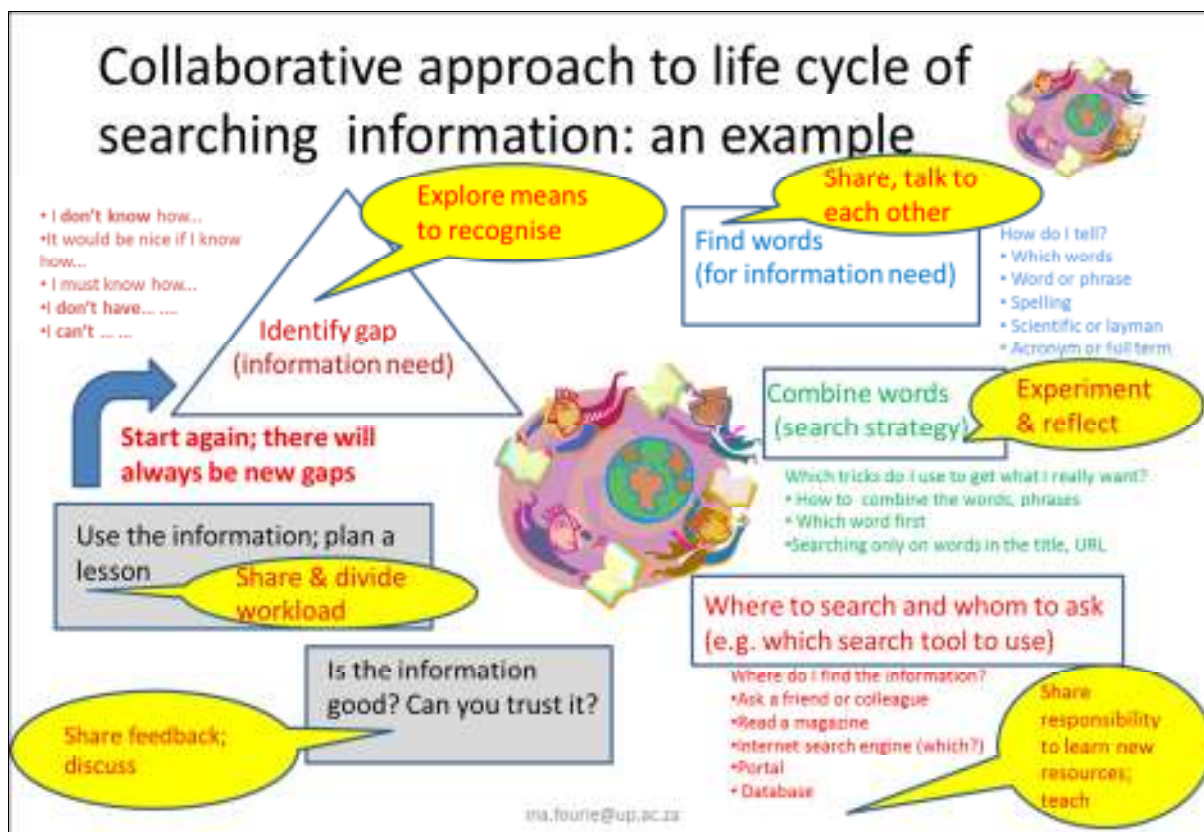 Collaborative approach to life cycle of
searching information: an example
Explore means
to recognise
Share, talk to
each other
• I don't know how...
•It would be nice if I know
how...
• I must know how...
•I don't have... ....
•I can't ... ...
Identify gap
(information need)
Find words
(for information need)
How do I tell?
• Which words
• Word or phrase
• Spelling
• Scientific or layman
• Acronym or full term
Start again; there will
always be new gaps
Combine words
(search strategy)
Experiment
& reflect
Which tricks do I use to get what I really want?
• How to combine the words, phrases
• Which word first
•Searching only on words in the title, URL
Use the information; plan a
lesson
Share & divide
workload
Where to search and whom to ask
(e.g. which search tool to use)
Is the information
good? Can you trust it?
Share feedback;
discuss
Where do I find the information?
•Ask a friend or colleague
•Read a magazine
•Internet search engine (which?)
•Portal
• Database
Share
responsibility
to learn new
resources;
teach
ina.fourie@up.ac.za